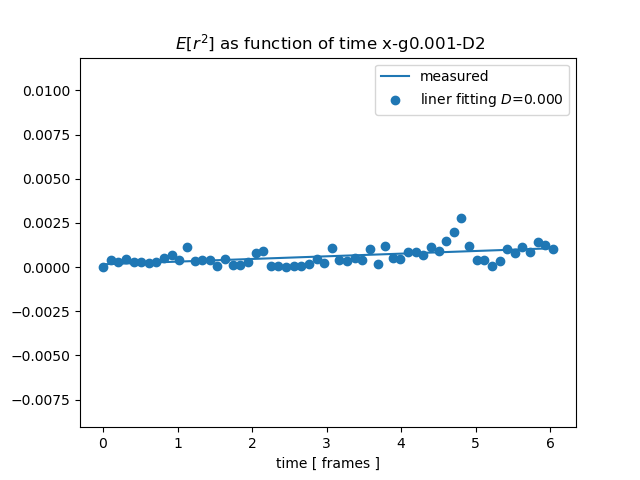 E[r²] as function of time x-g0.001-D2
measured
liner fitting D=0.000
0.0100
0.0075
0.0050
0.0025
0.0000
−0.0025
−0.0050
−0.0075
0 1 2 3 4 5 6
time [ frames ]